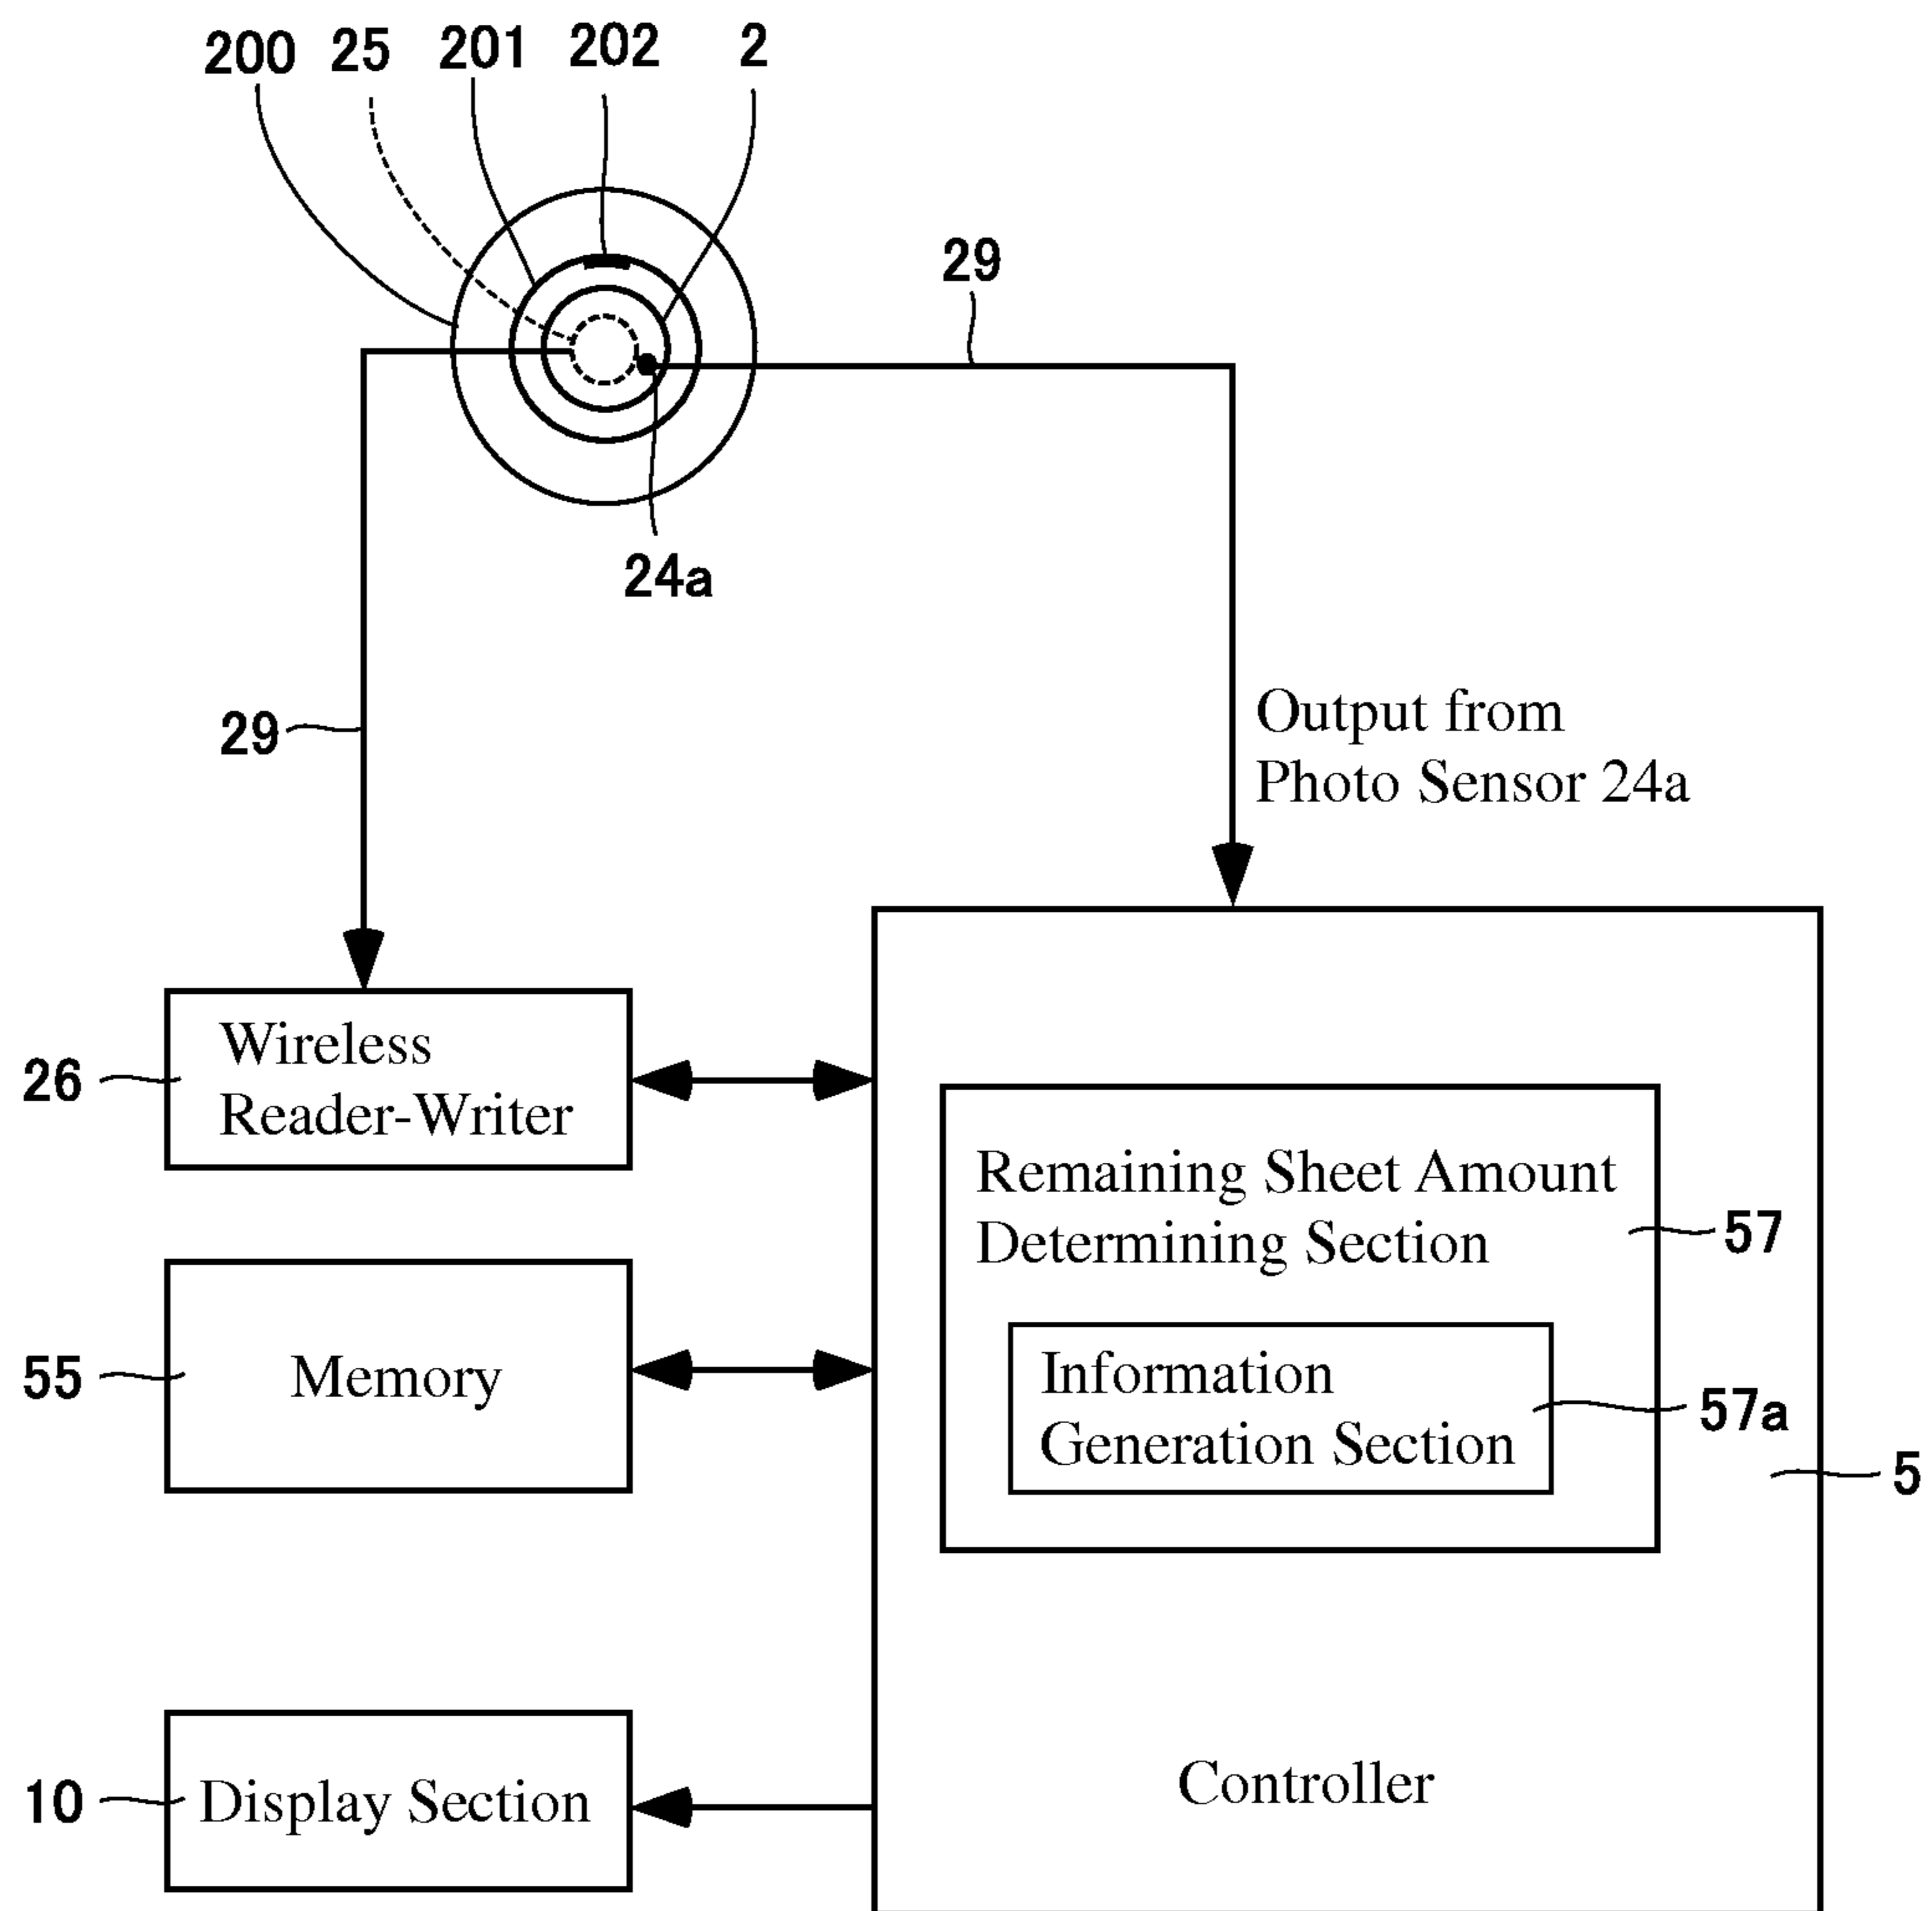 200 25 201 202 2
29
24a
29
Output from
Photo Sensor 24a
Wireless
Reader-Writer
26
Remaining Sheet Amount
Determining Section
57
55
Memory
Information
Generation Section
57a
5
10
Display Section
Controller